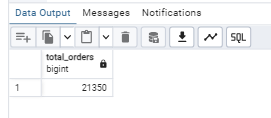 Data Output Messages Notifications
SQL
total_orders
bigint
1 21350